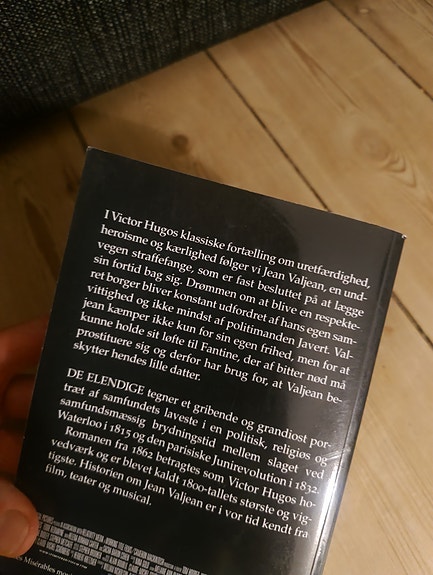 I Victor Hugos klassiske fortælling om uretfærdighed,
heroisme og kærlighed følger vi Jean Valjean, en und-
vegen straffefange, som er fast besluttet på at lægge
sin fortid bag sig. Drømmen om at blive en respekte-
ret borger bliver konstant udfordret af hans egen sam-
vittighed og ikke mindst af politimanden Javert. Val-
jean kæmper ikke kun for sin egen frihed, men for at
kunne holde sit løfte til Fantine, der af bitter nød må
prostituere sig og derfor har brug for, at Valjean be-
skytter hendes lille datter.
DE ELENDIGE tegner et gribende og grandiost por-
træt af samfundets laveste i en politisk, religiøs og
samfundsmæssig brydningstid mellem slaget ved
Waterloo i 1815 og den parisiske Junirevolution i 1832.
Romanen fra 1862 betragtes som Victor Hugos ho-
vedværk og er blevet kaldt 1800-tallets største og vig-
tigste. Historien om Jean Valjean er i vor tid kendt fra
film, teater og musical.
Misérables